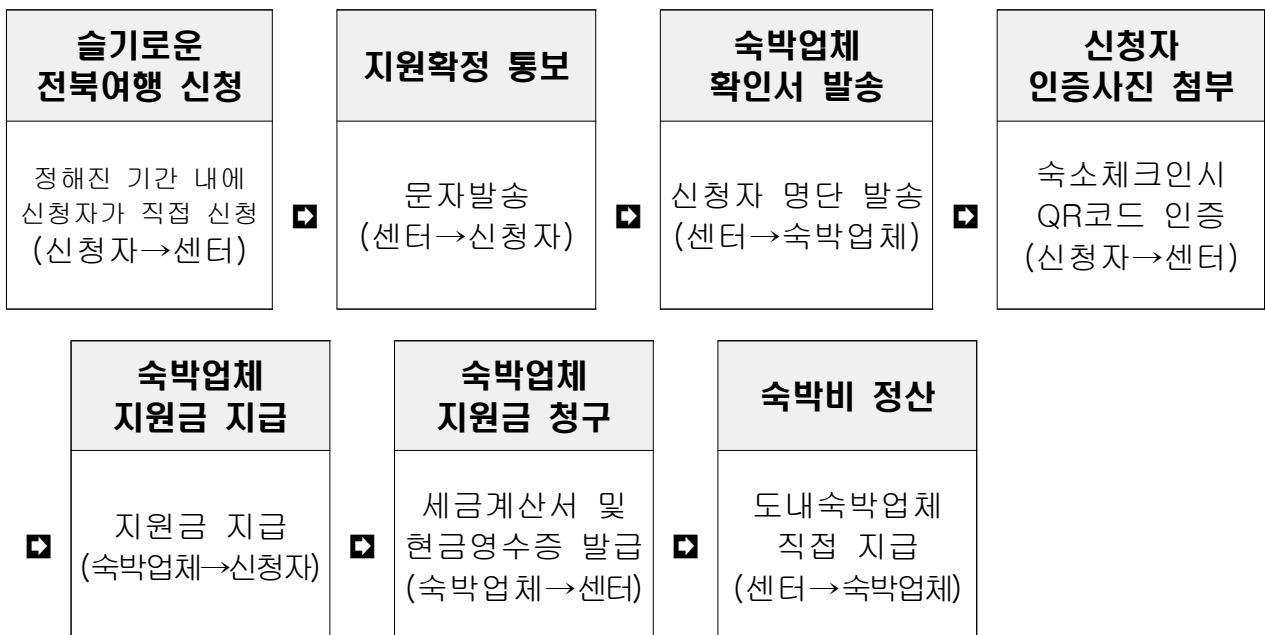 슬기로운
전북여행 신청
정해진 기간 내에
신청자가 직접 신청
(신청자→센터)
지원확정 통보
문자발송
(센터→신청자)
숙박업체
확인서 발송
신청자 명단 발송
(센터→숙박업체)
신청자
인증사진 첨부
숙소체크인시
QR코드 인증
(신청자→센터)
숙박업체
지원금 지급
지원금 지급
(숙박업체→신청자)
숙박업체
지원금 청구
세금계산서 및
현금영수증 발급
(숙박업체→센터)
숙박비 정산
도내숙박업체
직접 지급
(센터→숙박업체)